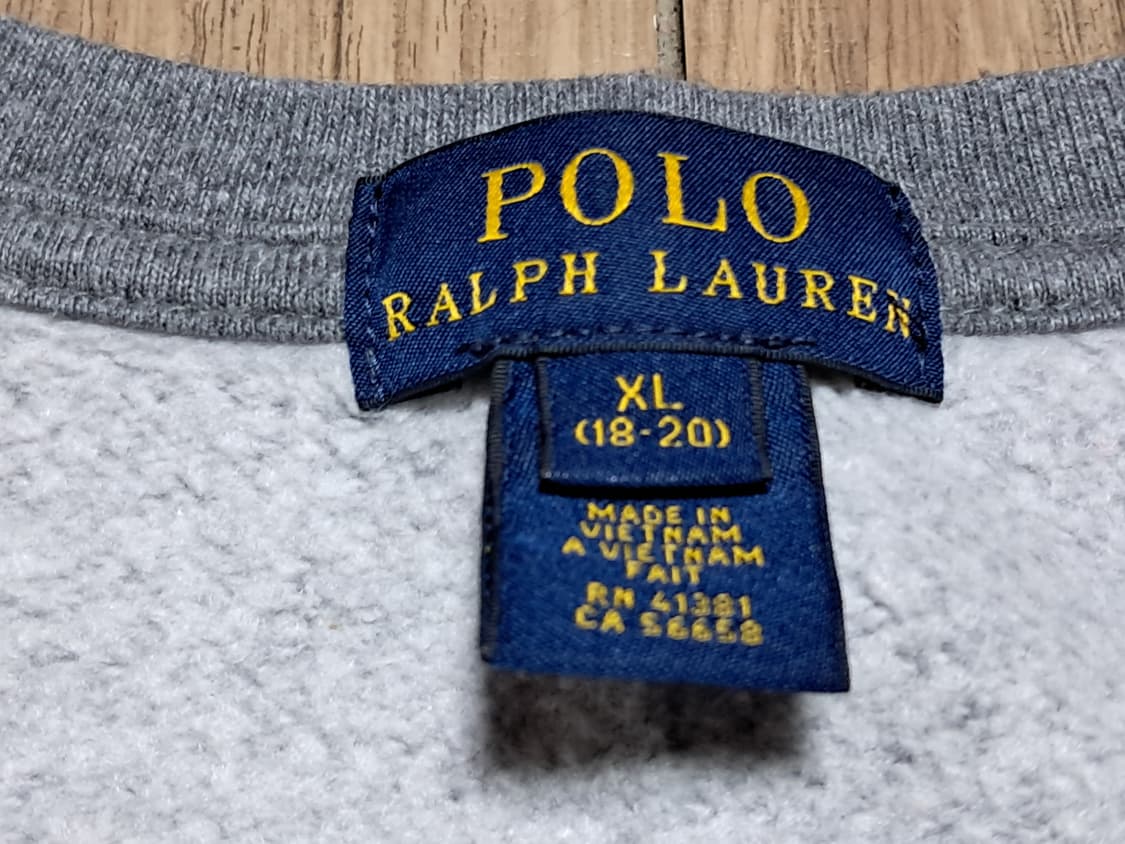 POLO
RALPH LAUREN
XL
(18-20)
MADE IN
VIETNAM
A VIETNAM
FAIT
RN 41381
CA 56658